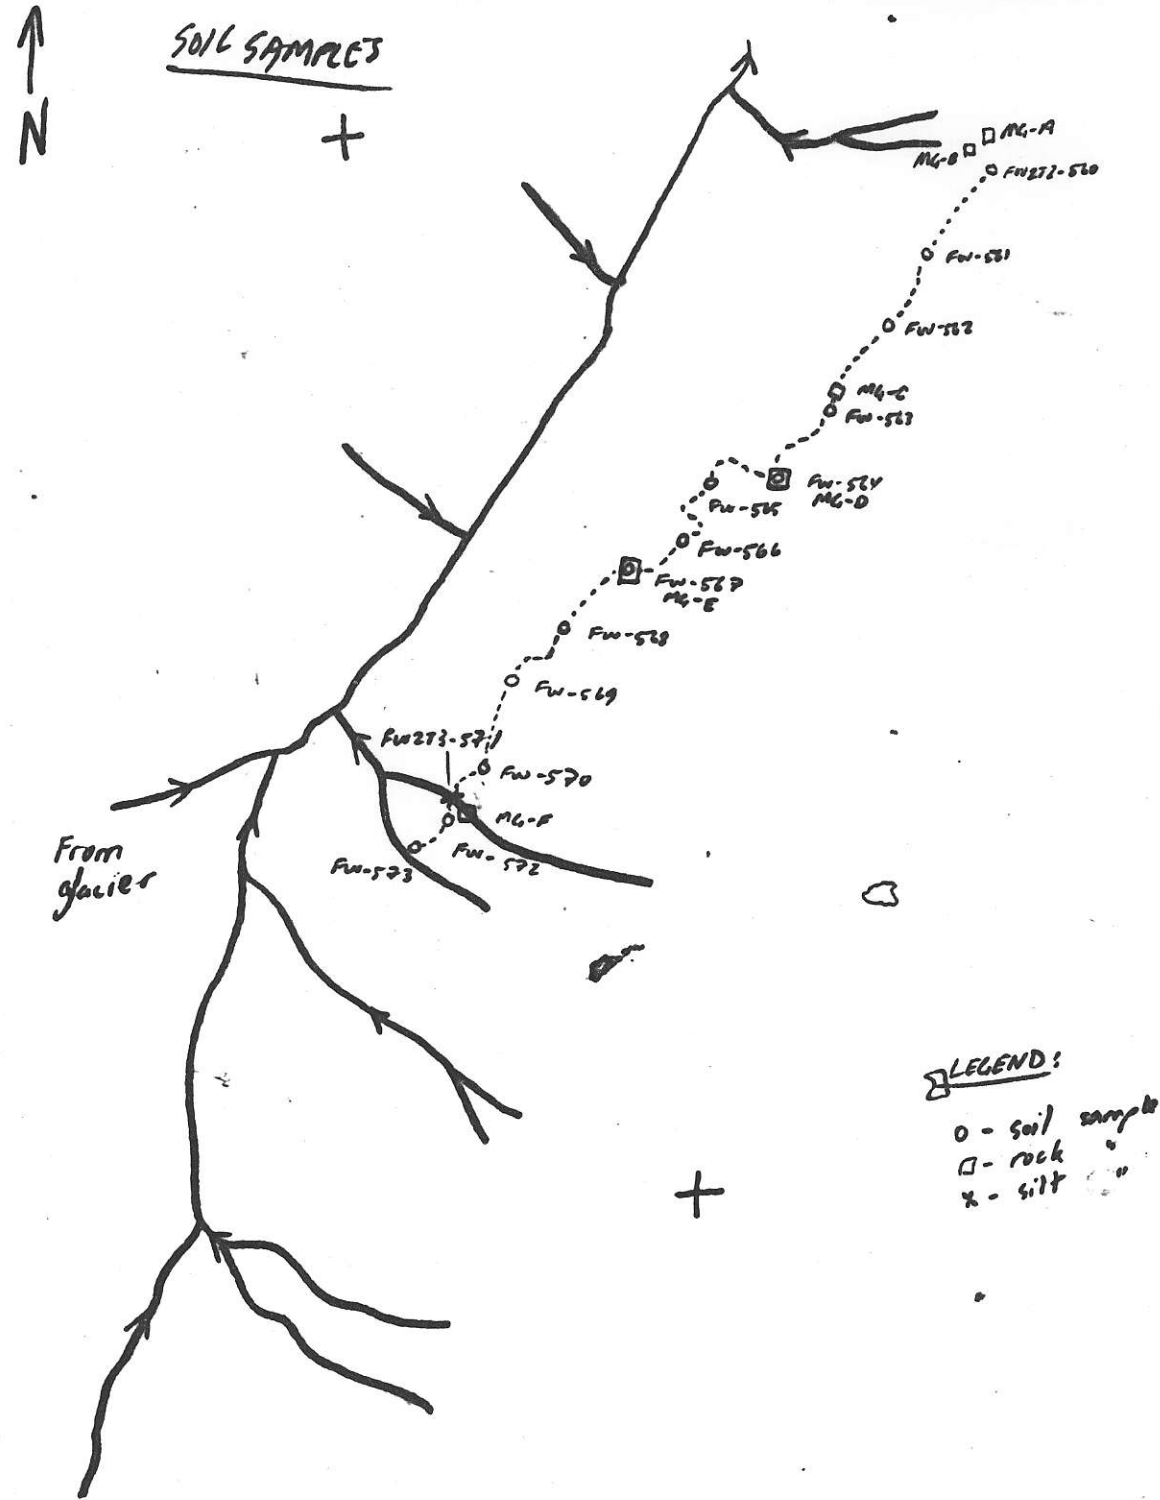 SOIL SAMPLES
N
MG-A
MG-B
FW2T2-560
FW-561
FW-562
MG-C
FW-563
FW-564
MG-D
FW-565
FW-566
FW-567
MG-E
FW-568
FW-569
FW2T3-571
FW-570
MG-F
FW-572
FW-573
From
glacier
LEGEND:
o - soil sample
□ - rock "
x - silt "